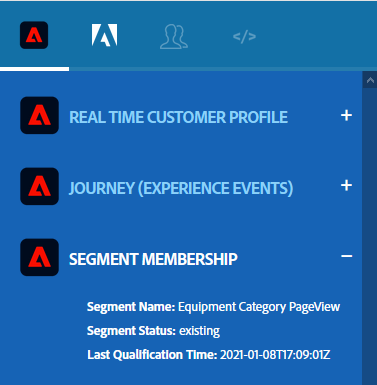 </>
REAL TIME CUSTOMER PROFILE +
JOURNEY (EXPERIENCE EVENTS) +
SEGMENT MEMBERSHIP −
Segment Name: Equipment Category PageView
Segment Status: existing
Last Qualification Time: 2021-01-08T17:09:01Z